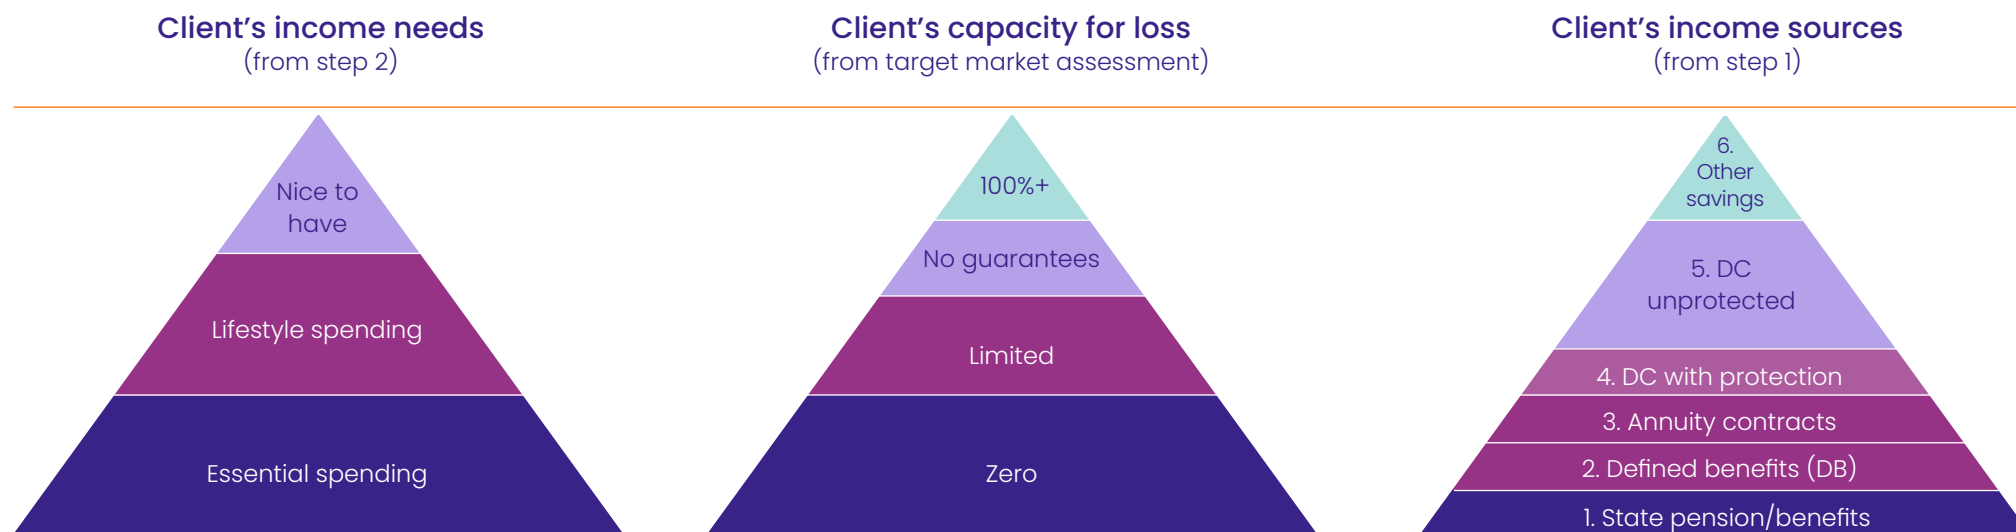 Client’s income needs
(from step 2)
Nice to
have
Lifestyle spending
Essential spending
Client’s capacity for loss
(from target market assessment)
100%+
No guarantees
Limited
Zero
Client’s income sources
(from step 1)
6.
Other
savings
5. DC
unprotected
4. DC with protection
3. Annuity contracts
2. Defined benefits (DB)
1. State pension/benefits